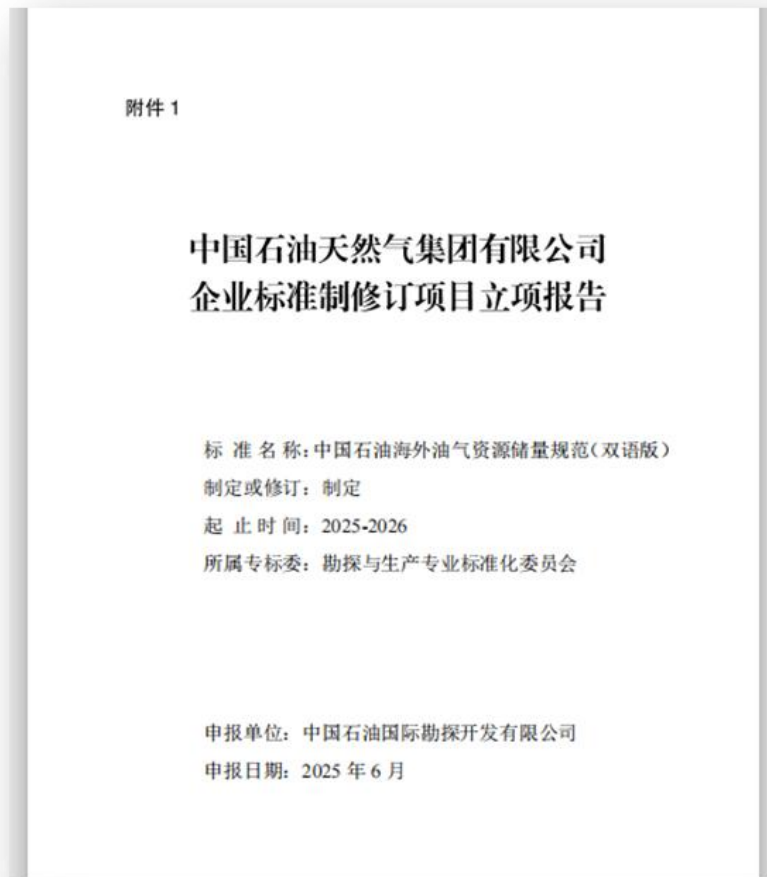 附件 1
中国石油天然气集团有限公司
企业标准制修订项目立项报告
标 准 名 称：中国石油海外油气资源储量规范（双语版）
制定或修订：制定
起 止 时 间：2025-2026
所属专标委：勘探与生产专业标准化委员会
申报单位：中国石油国际勘探开发有限公司
申报日期：2025 年 6 月